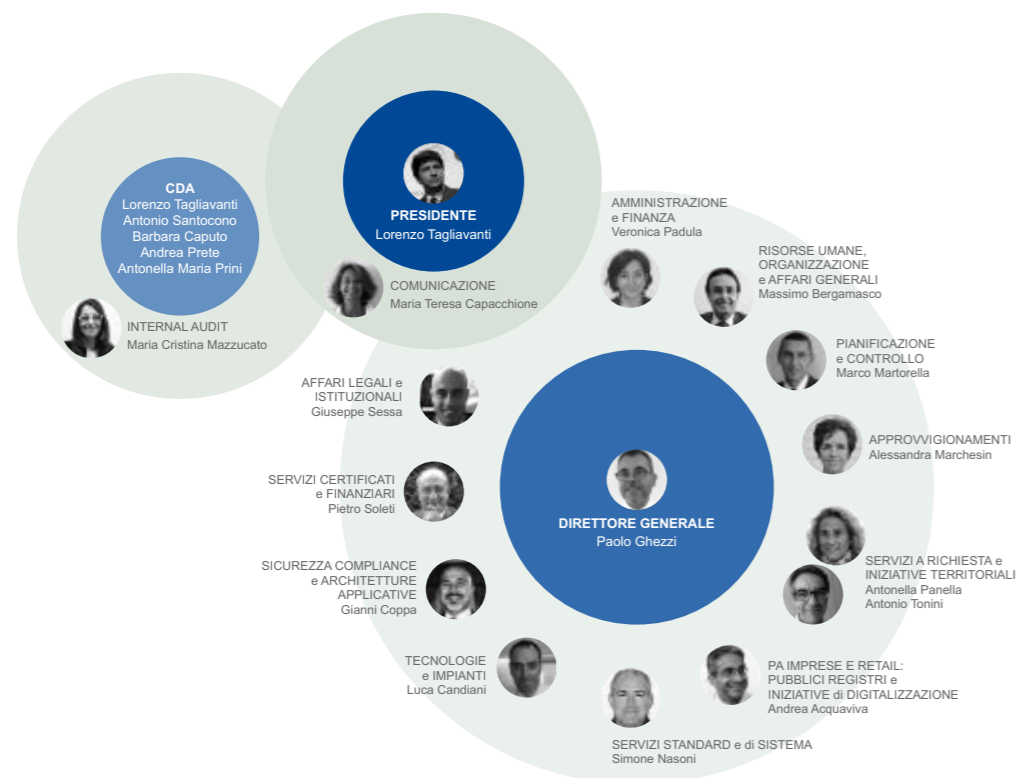 CDA
Lorenzo Tagliavanti
Antonio Santocono
Barbara Caputo
Andrea Prete
Antonella Maria Prini
INTERNAL AUDIT
Maria Cristina Mazzucato
PRESIDENTE
Lorenzo Tagliavanti
COMUNICAZIONE
Maria Teresa Capacchione
AMMINISTRAZIONE
e FINANZA
Veronica Padula
RISORSE UMANE,
ORGANIZZAZIONE
e AFFARI GENERALI
Massimo Bergamasco
PIANIFICAZIONE
e CONTROLLO
Marco Martorella
APPROVVIGIONAMENTI
Alessandra Marchesin
SERVIZI A RICHIESTA e
INIZIATIVE TERRITORIALI
Antonella Panella
Antonio Tonini
PA IMPRESE E RETAIL:
PUBBLICI REGISTRI e
INIZIATIVE di DIGITALIZZAZIONE
Andrea Acquaviva
SERVIZI STANDARD e di SISTEMA
Simone Nasoni
TECNOLOGIE
e IMPIANTI
Luca Candiani
SICUREZZA COMPLIANCE
e ARCHITETTURE
APPLICATIVE
Gianni Coppa
SERVIZI CERTIFICATI
e FINANZIARI
Pietro Soleti
AFFARI LEGALI e
ISTITUZIONALI
Giuseppe Sessa
DIRETTORE GENERALE
Paolo Ghezzi